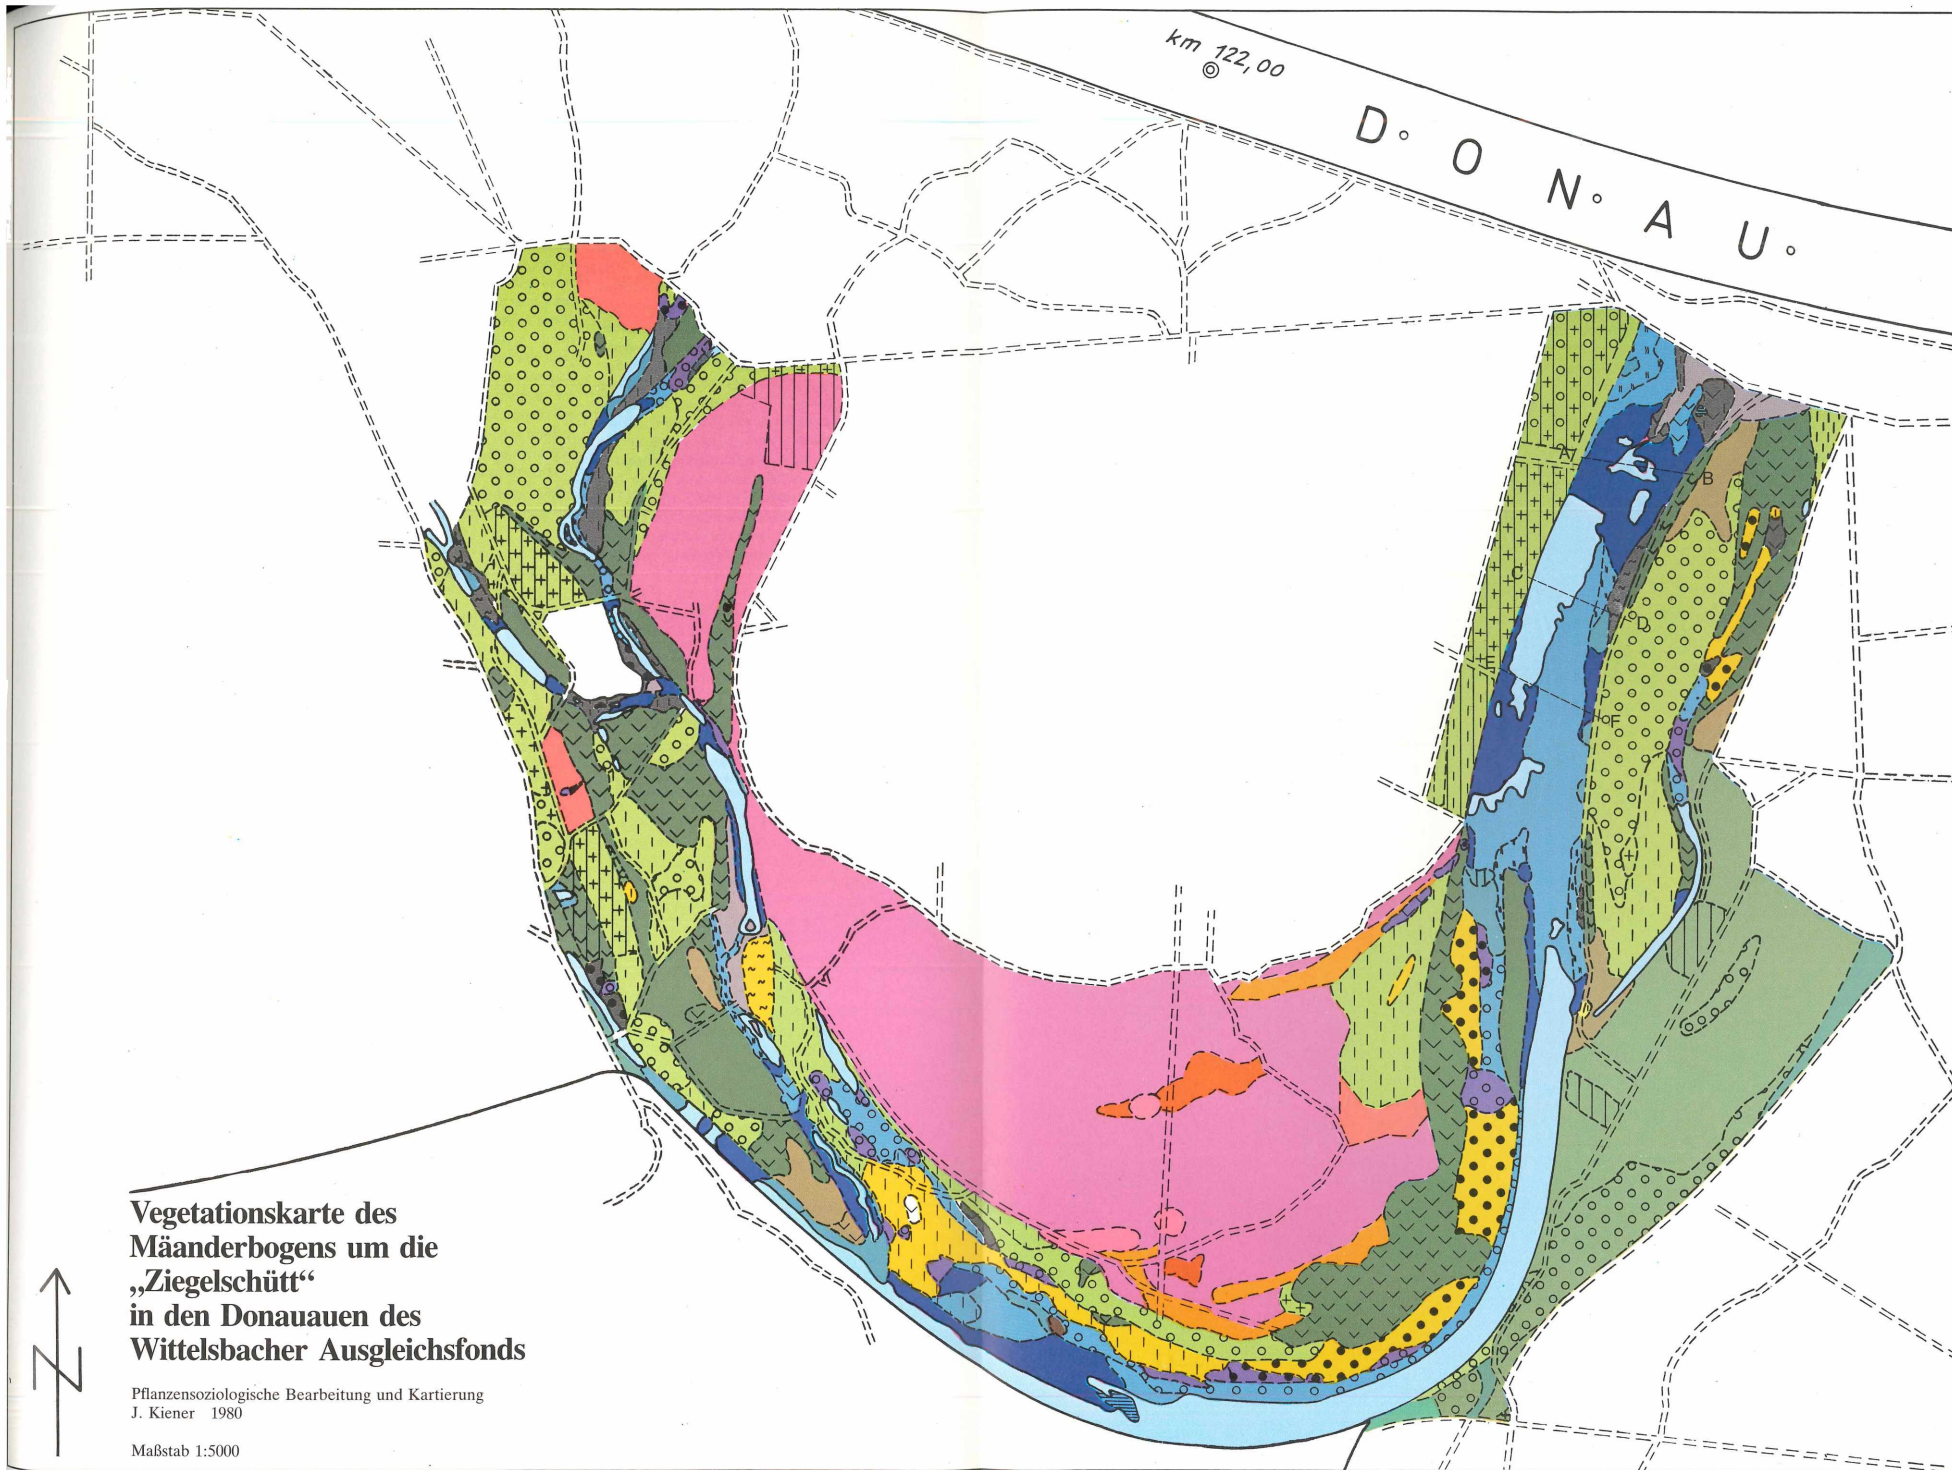 km 122,00
DONAU
A
B
C
D
E
F
Vegetationskarte des
Mäanderbogens um die
„Ziegelschütt“
in den Donauauen des
Wittelsbacher Ausgleichsfonds
N
Pflanzensoziologische Bearbeitung und Kartierung
J. Kiener 1980
Maßstab 1:5000